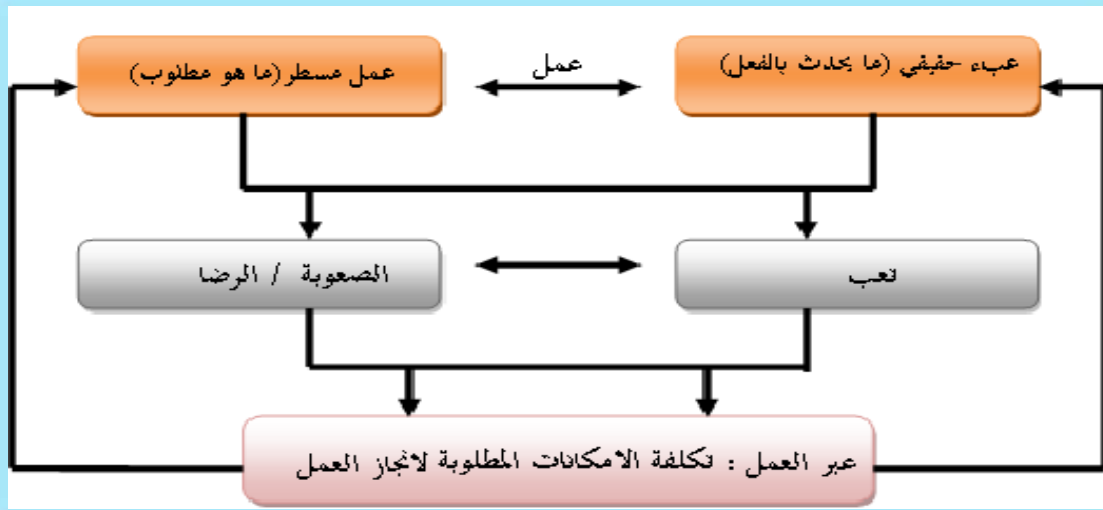 عبء حقيقي (ما يحدث بالفعل)
عمل
عمل مسطر(ما هو مطلوب)
تعب
الصعوبة / الرضا
عبر العمل : تكلفة الامكانات المطلوبة لانجاز العمل